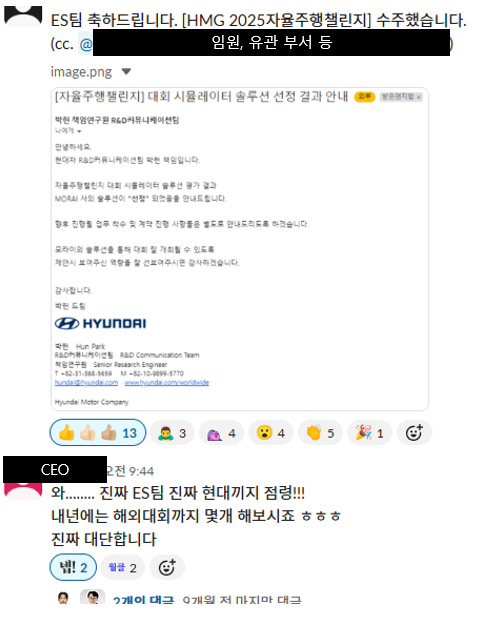 ES팀 축하드립니다. [HMG 2025자율주행챌린지] 수주했습니다.
(cc. @ 임원, 유관 부서 등 )
image.png
[자율주행챌린지] 대회 시뮬레이터 솔루션 선정 결과 안내 외부 받은편지함 x
박헌 책임연구원 R&D커뮤니케이션팀
나에게
안녕하세요.
현대차 R&D커뮤니케이션팀 박헌 책임입니다.
자율주행챌린지 대회 시뮬레이터 솔루션 평가 결과
MORAI 사의 솔루션이 "선정" 되었음을 안내드립니다.
향후 진행될 업무 착수 및 계약 진행 사항들은 별도로 안내드리도록 하겠습니다.
모라이의 솔루션을 통해 대회 잘 개최될 수 있도록
제안시 보여주신 역량을 잘 선보여주시면 감사하겠습니다.
감사합니다.
박헌 드림
HYUNDAI
박헌 Hun Park
R&D커뮤니케이션팀 R&D Communication Team
책임연구원 Senior Research Engineer
T +82-31-368-5659 M +82-10-9899-5770
hundai@hyundai.com www.hyundai.com/worldwide
Hyundai Motor Company
13 3 4 4 5 1
CEO 오전 9:44
와........ 진짜 ES팀 진짜 현대끼지 점령!!!
내년에는 해외대회까지 몇개 해보시죠 ㅎㅎㅎ
진짜 대단합니다
넵! 2 월클 2
2개의 댓글 9개월 전 마지막 댓글